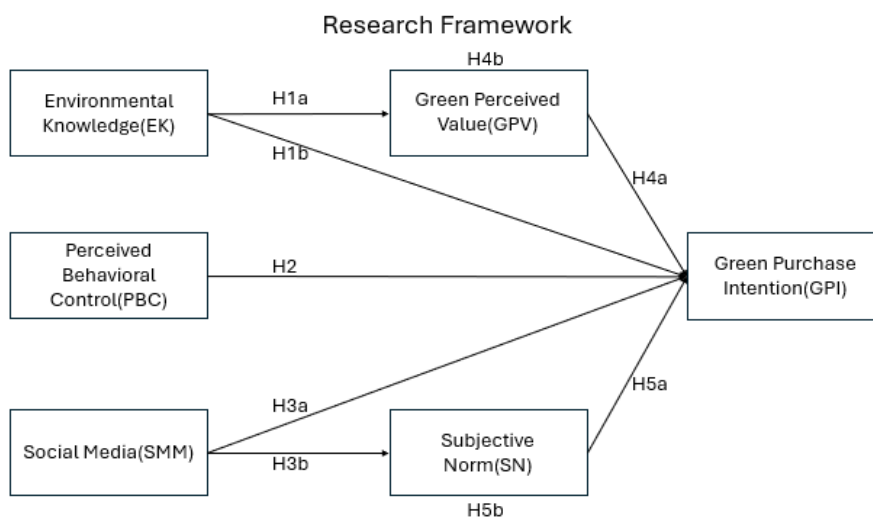 Research Framework
H4b
Environmental
Knowledge(EK)
H1a
Green Perceived
Value(GPV)
H1b
H4a
Perceived
Behavioral
Control(PBC)
H2
Green Purchase
Intention(GPI)
H3a
H5a
Social Media(SMM)
H3b
Subjective
Norm(SN)
H5b